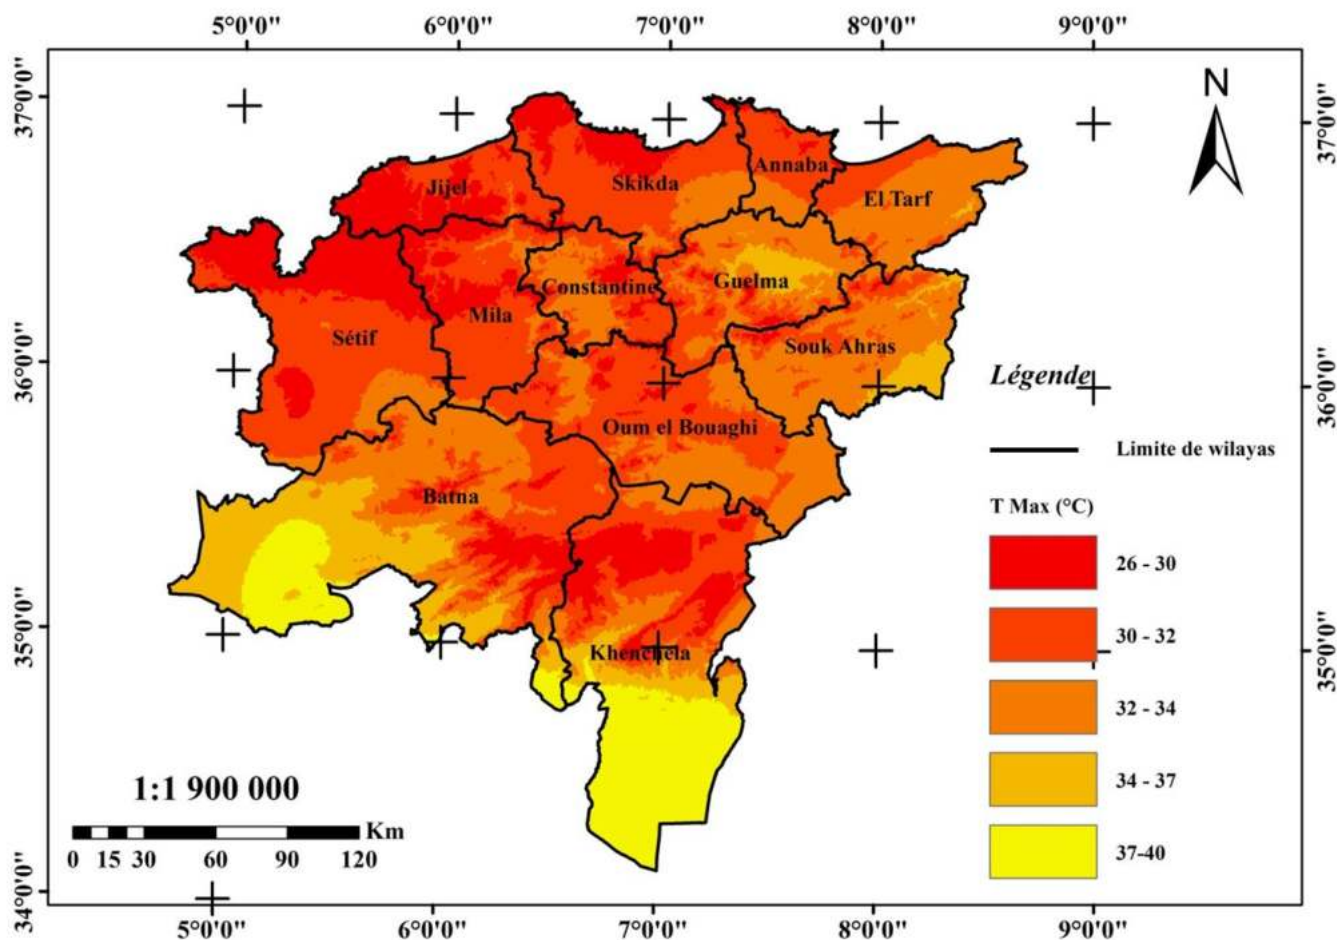 5°0'0" 6°0'0" 7°0'0" 8°0'0" 9°0'0"
37°0'0"
37°0'0"
N
Annaba
Jijel
Skikda
El Tarf
Guelma
Constantine
Mila
Sétif
Souk Ahras
36°0'0"
36°0'0"
Légende
Oum el Bouaghi
Limite de wilayas
Batna
T Max (°C)
26 - 30
30 - 32
35°0'0"
35°0'0"
Khenchela
32 - 34
34 - 37
1:1 900 000
Km
0 15 30 60 90 120
37-40
34°0'0"
5°0'0" 6°0'0" 7°0'0" 8°0'0" 9°0'0"